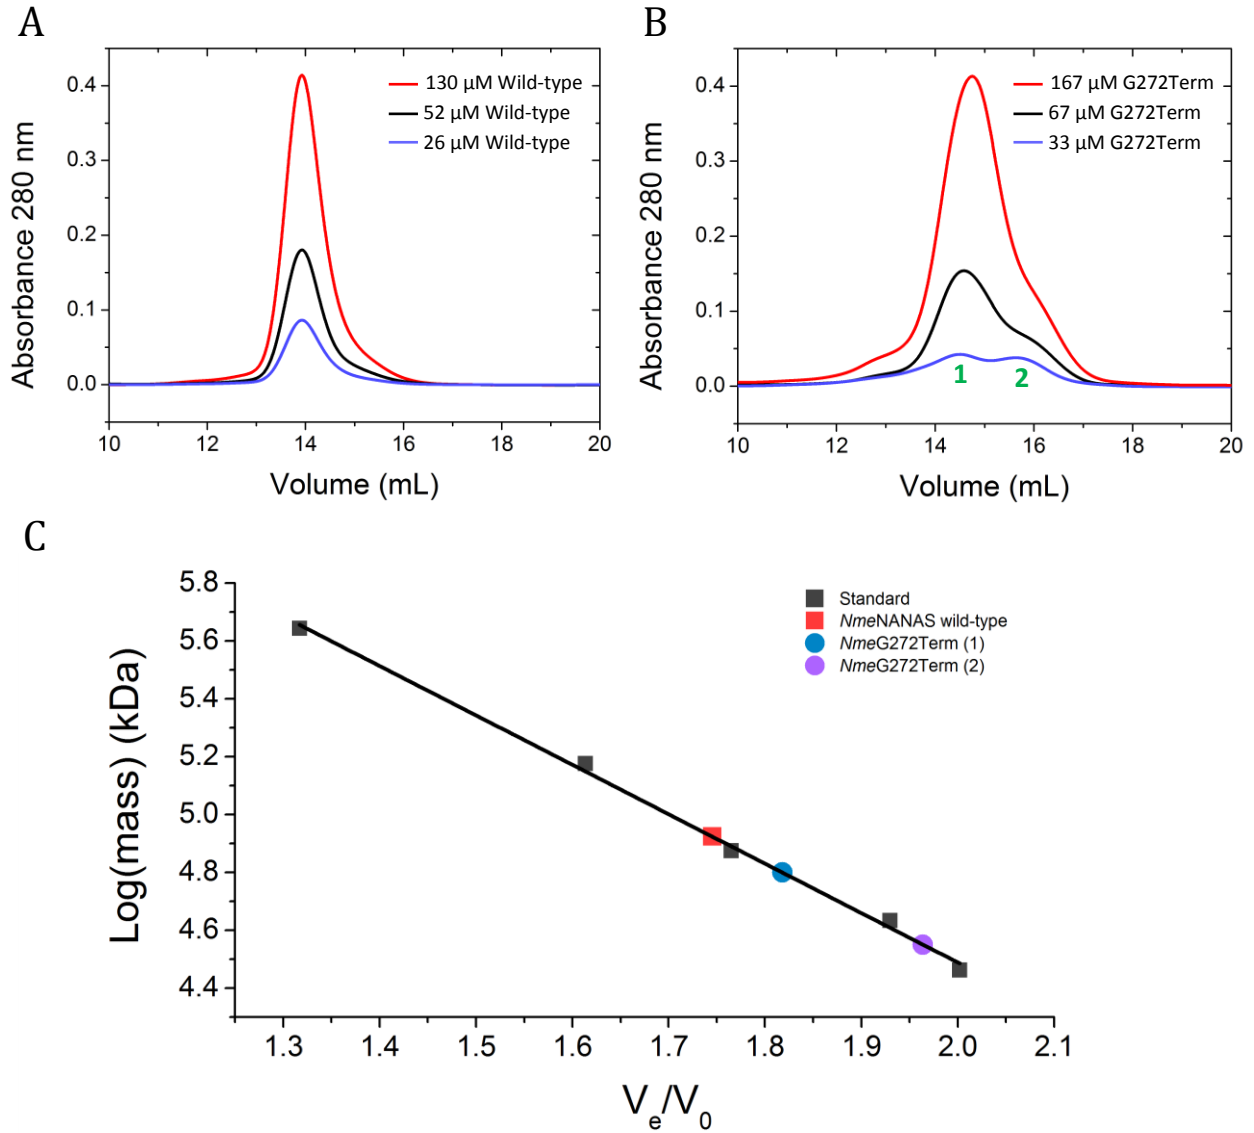 A
Absorbance 280 nm
0.4
0.3
0.2
0.1
0.0
130 µM Wild-type
52 µM Wild-type
26 µM Wild-type
10 12 14 16 18 20
Volume (mL)
B
Absorbance 280 nm
0.4
0.3
0.2
0.1
0.0
167 µM G272Term
67 µM G272Term
33 µM G272Term
1 2
10 12 14 16 18 20
Volume (mL)
C
Log(mass) (kDa)
5.8
5.6
5.4
5.2
5.0
4.8
4.6
4.4
Standard
NmeNANAS wild-type
NmeG272Term (1)
NmeG272Term (2)
1.3 1.4 1.5 1.6 1.7 1.8 1.9 2.0 2.1
Ve/V0